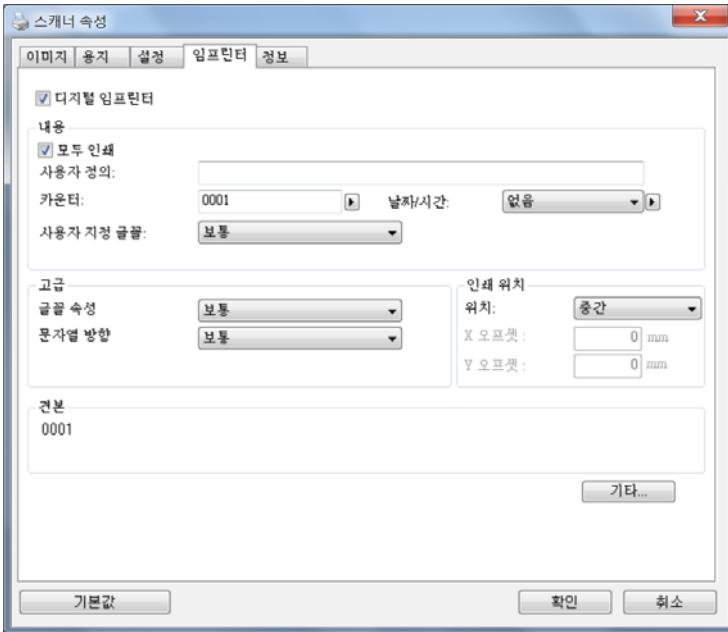 스캐너 속성
이미지 용지 설정 임프린터 정보
디지털 임프린터
내용
모두 인쇄
사용자 정의:
카운터: 0001 날짜/시간: 없음
사용자 지정 글꼴: 보통
고급
글꼴 속성 보통
문자열 방향 보통
인쇄 위치
위치: 중간
X 오프셋 : 0 mm
Y 오프셋 : 0 mm
견본
0001
기타...
기본값 확인 취소